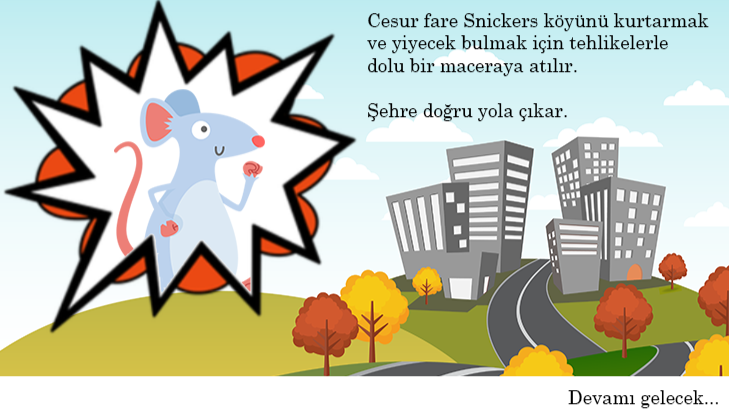 Cesur fare Snickers köyünü kurtarmak
ve yiyecek bulmak için tehlikelerle
dolu bir maceraya atılır.
Şehre doğru yola çıkar.
Devamı gelecek...